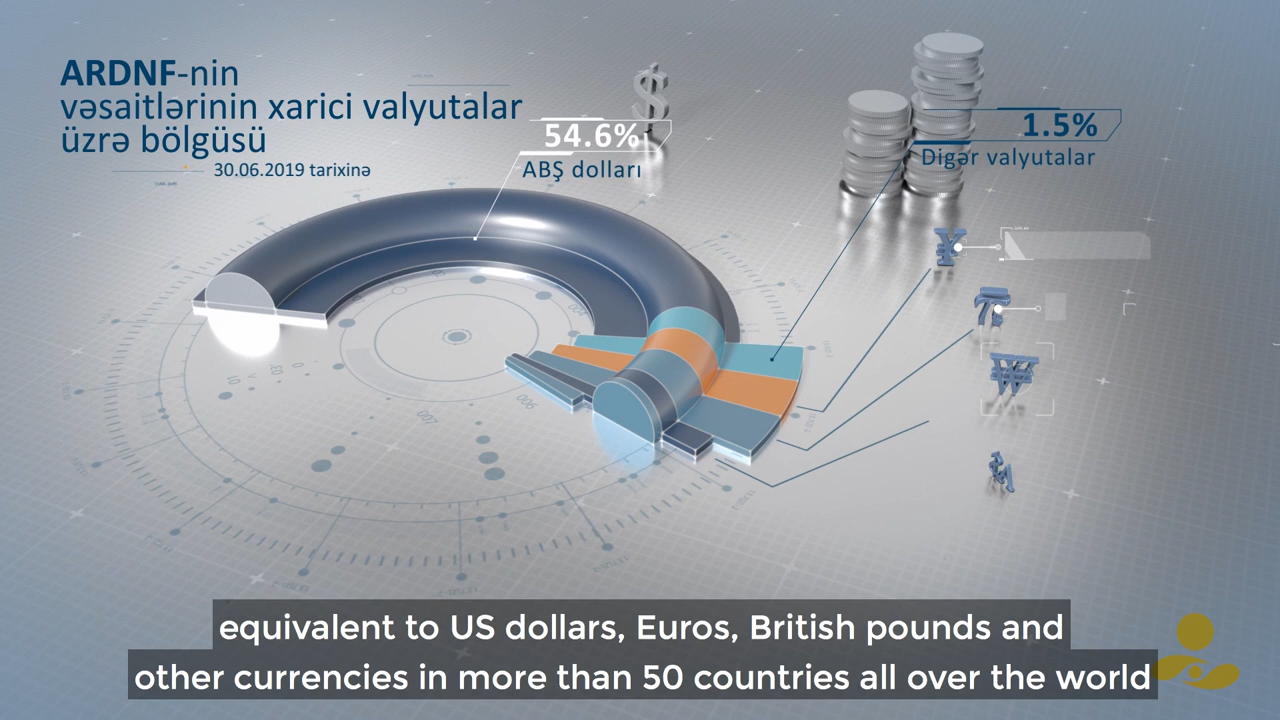 ARDNF-nin
vəsaitlərinin xarici valyutalar
üzrə bölgüsü
30.06.2019 tarixinə
54.6%
ABŞ dolları
1.5%
Digər valyutalar
equivalent to US dollars, Euros, British pounds and
other currencies in more than 50 countries all over the world